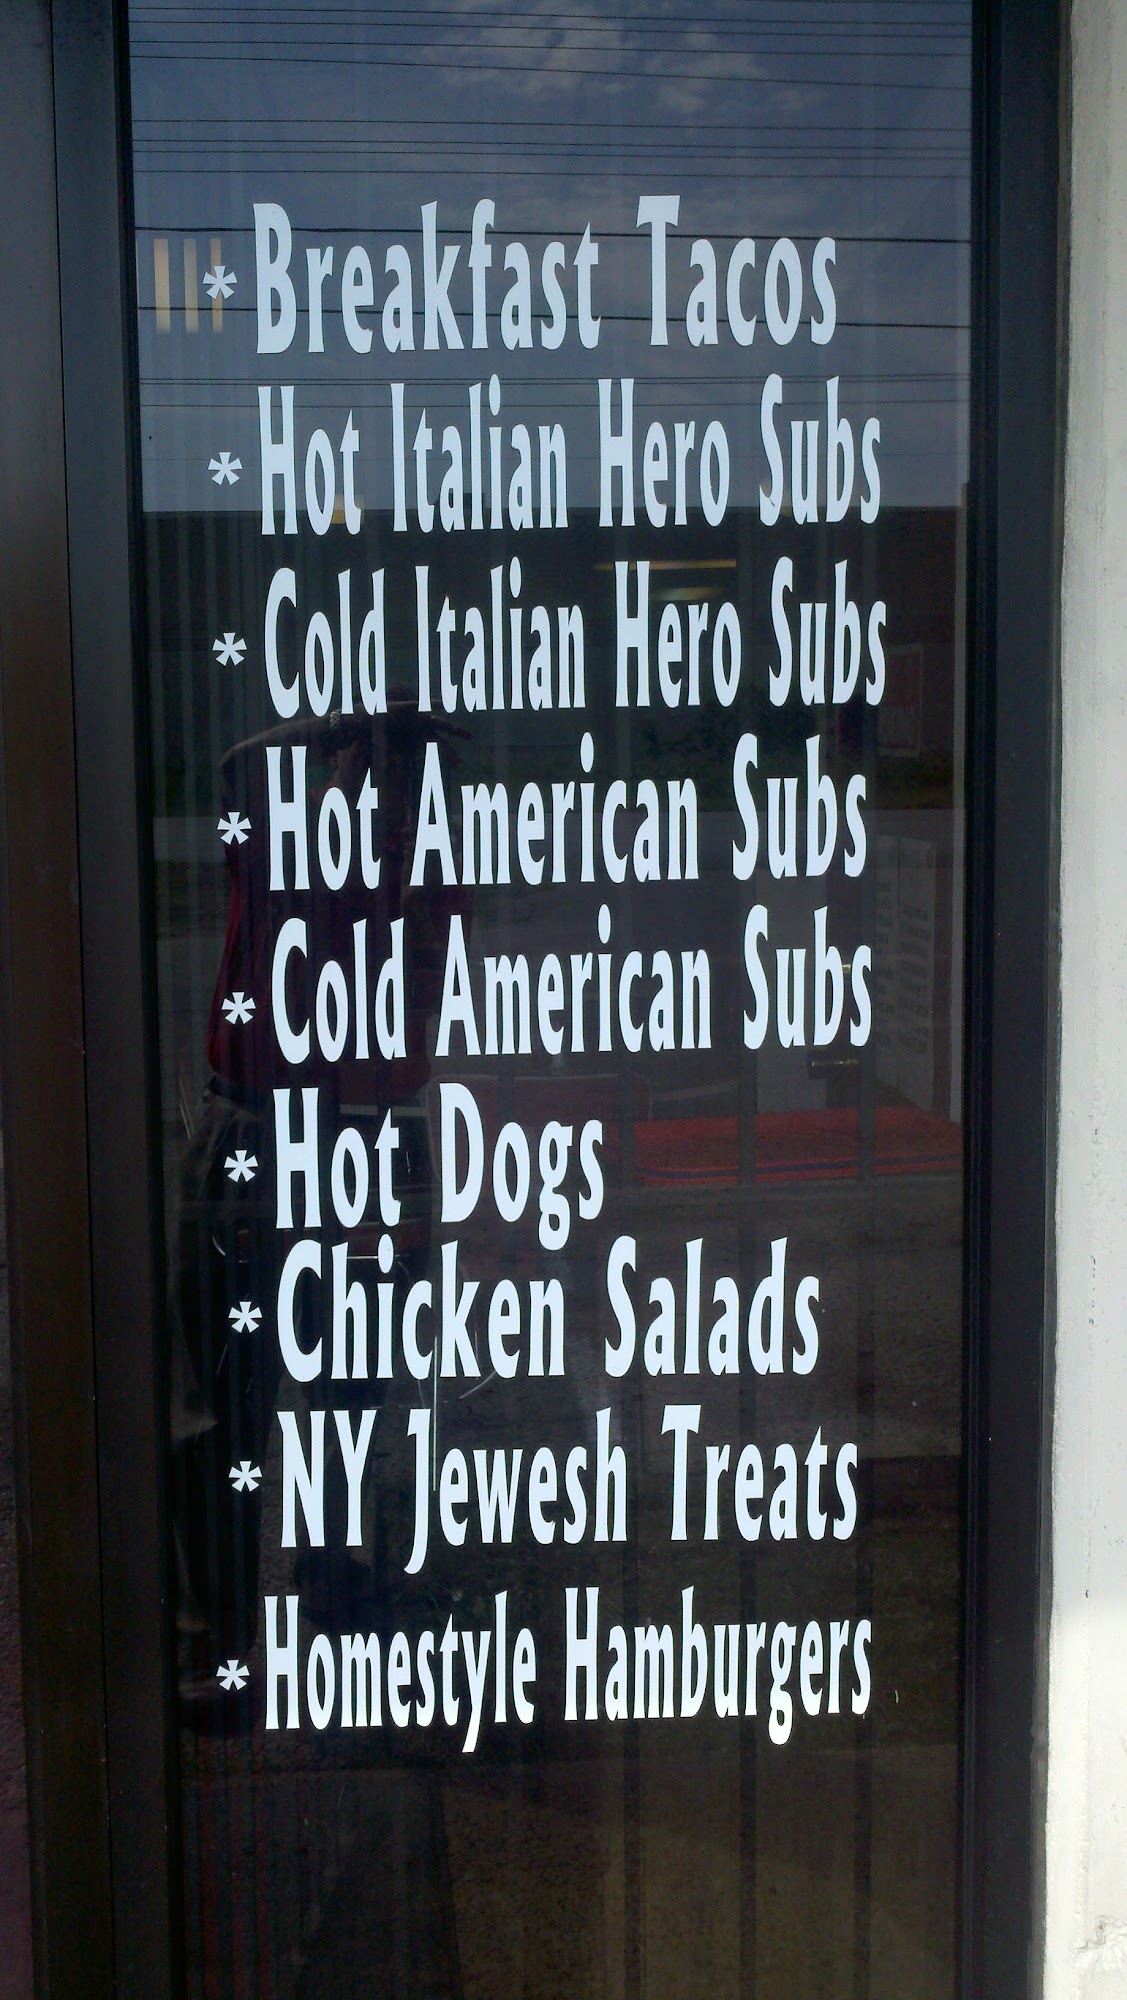 * Breakfast Tacos
* Hot Italian Hero Subs
* Cold Italian Hero Subs
* Hot American Subs
* Cold American Subs
* Hot Dogs
* Chicken Salads
* NY Jewesh Treats
* Homestyle Hamburgers